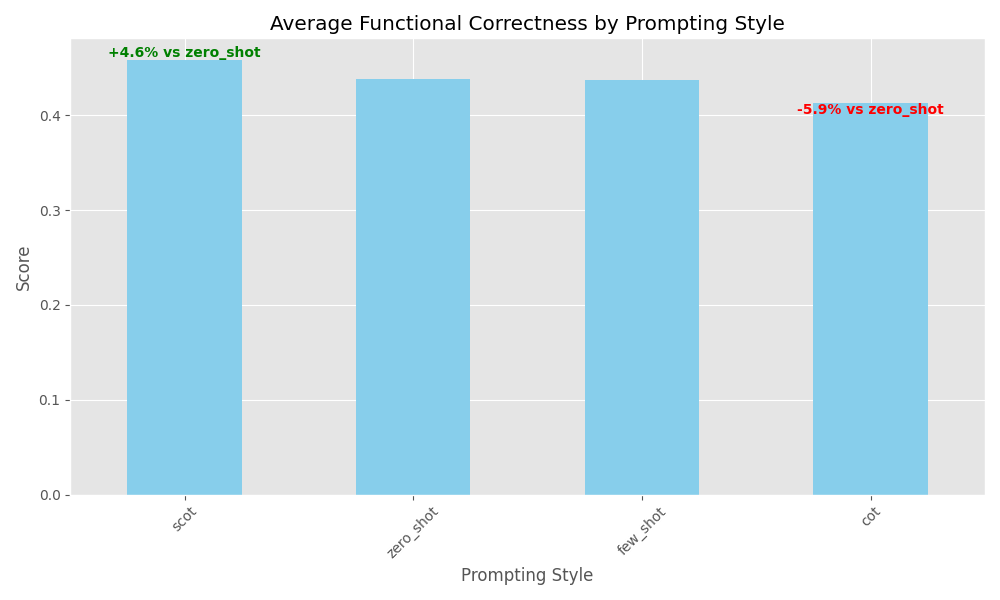 Average Functional Correctness by Prompting Style
+4.6% vs zero_shot
-5.9% vs zero_shot
Score
0.4
0.3
0.2
0.1
0.0
scot
zero_shot
few_shot
cot
Prompting Style